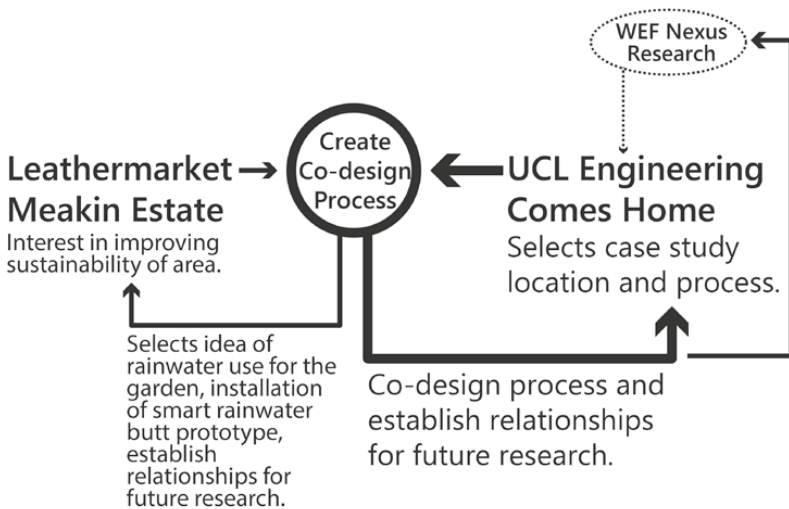 WEF Nexus
Research
Create
Co-design
Process
Leathermarket
Meakin Estate
Interest in improving
sustainability of area.
UCL Engineering
Comes Home
Selects case study
location and process.
Selects idea of
rainwater use for the
garden, installation
of smart rainwater
butt prototype,
establish
relationships for
future research.
Co-design process and
establish relationships
for future research.